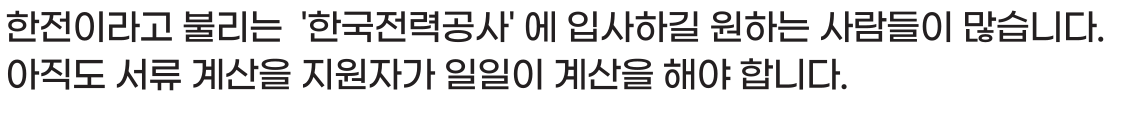 한전이라고 불리는  '한국전력공사' 에 입사하길 원하는 사람들이 많습니다.
아직도 서류 계산을 지원자가 일일이 계산을 해야 합니다.